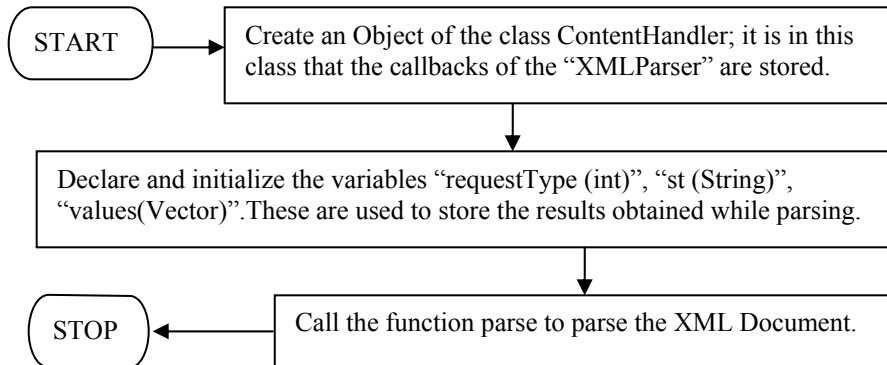 START
Create an Object of the class ContentHandler; it is in this
class that the callbacks of the “XMLParser” are stored.
Declare and initialize the variables “requestType (int)”, “st (String)”,
“values(Vector)”.These are used to store the results obtained while parsing.
Call the function parse to parse the XML Document.
STOP